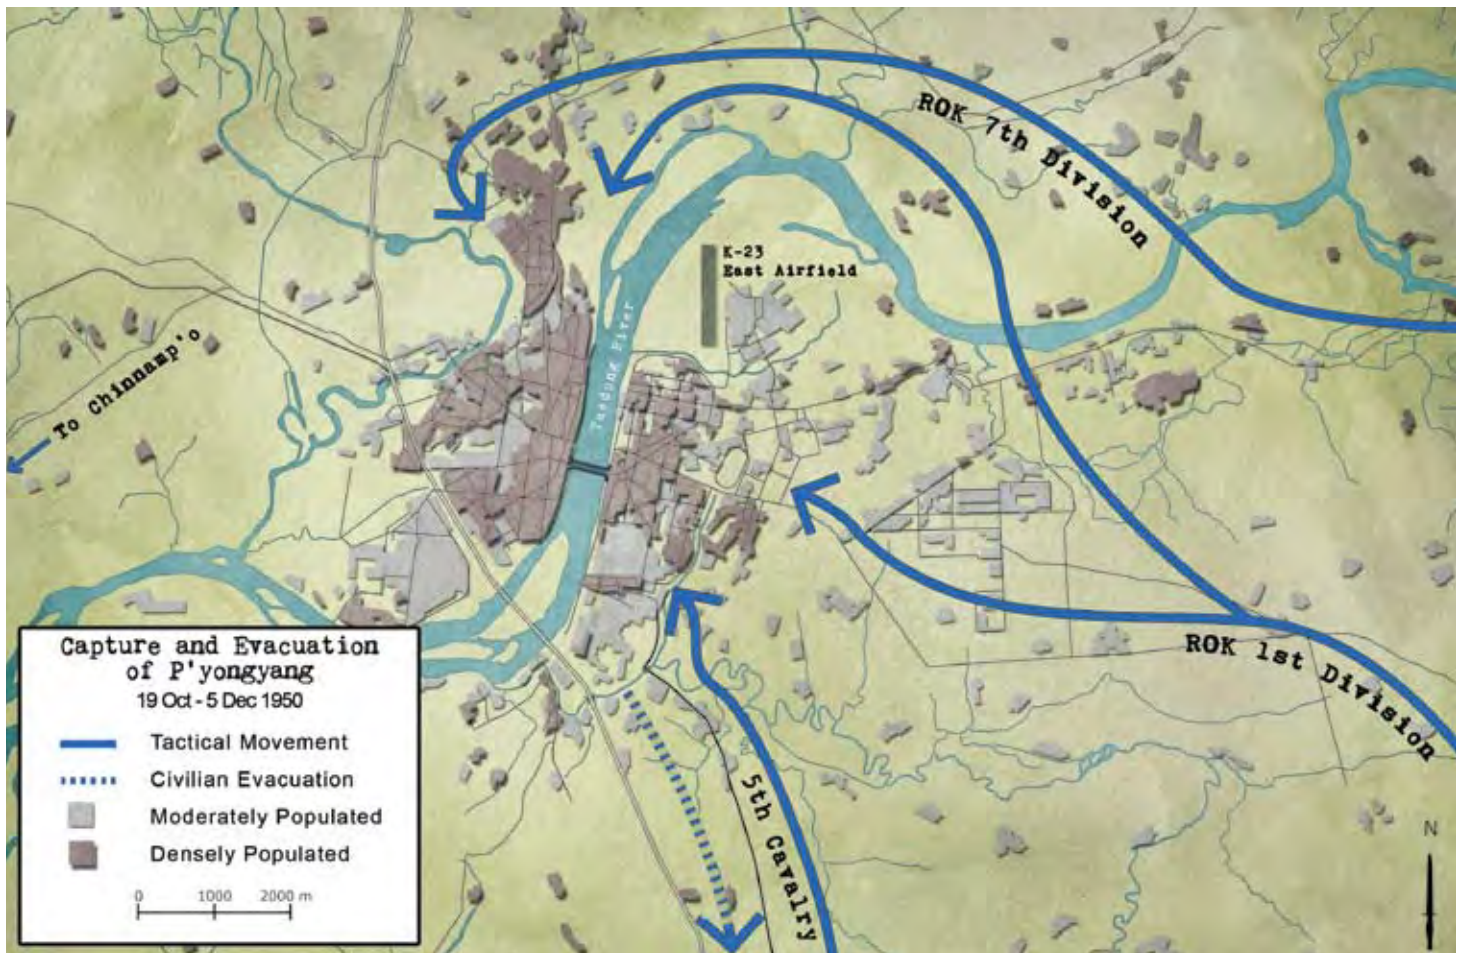 ROK 7th Division
K-23
East Airfield
Taedong River
To Chinnamp'o
ROK 1st Division
5th Cavalry
Capture and Evacuation
of P'yongyang
19 Oct - 5 Dec 1950
Tactical Movement
Civilian Evacuation
Moderately Populated
Densely Populated
0 1000 2000 m
N